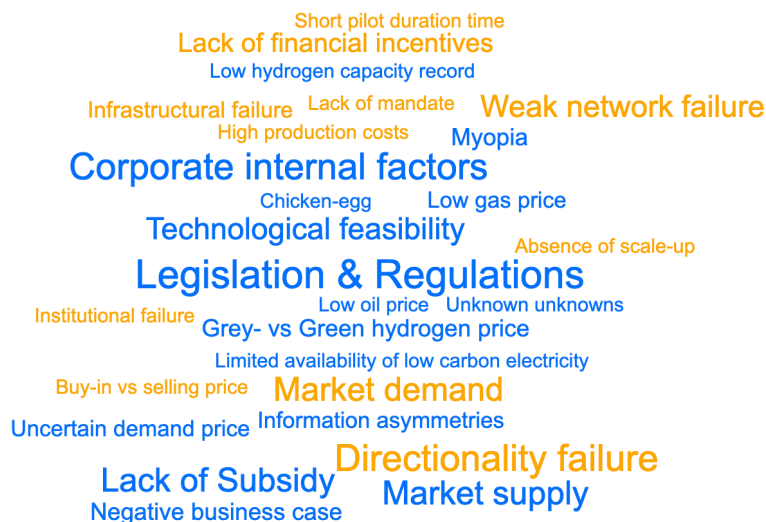 Short pilot duration time
Lack of financial incentives
Low hydrogen capacity record
Infrastructural failure
Lack of mandate
Weak network failure
High production costs
Myopia
Corporate internal factors
Chicken-egg
Low gas price
Technological feasibility
Absence of scale-up
Legislation & Regulations
Low oil price
Unknown unknowns
Institutional failure
Grey- vs Green hydrogen price
Limited availability of low carbon electricity
Buy-in vs selling price
Market demand
Uncertain demand price
Information asymmetries
Directionality failure
Lack of Subsidy
Market supply
Negative business case